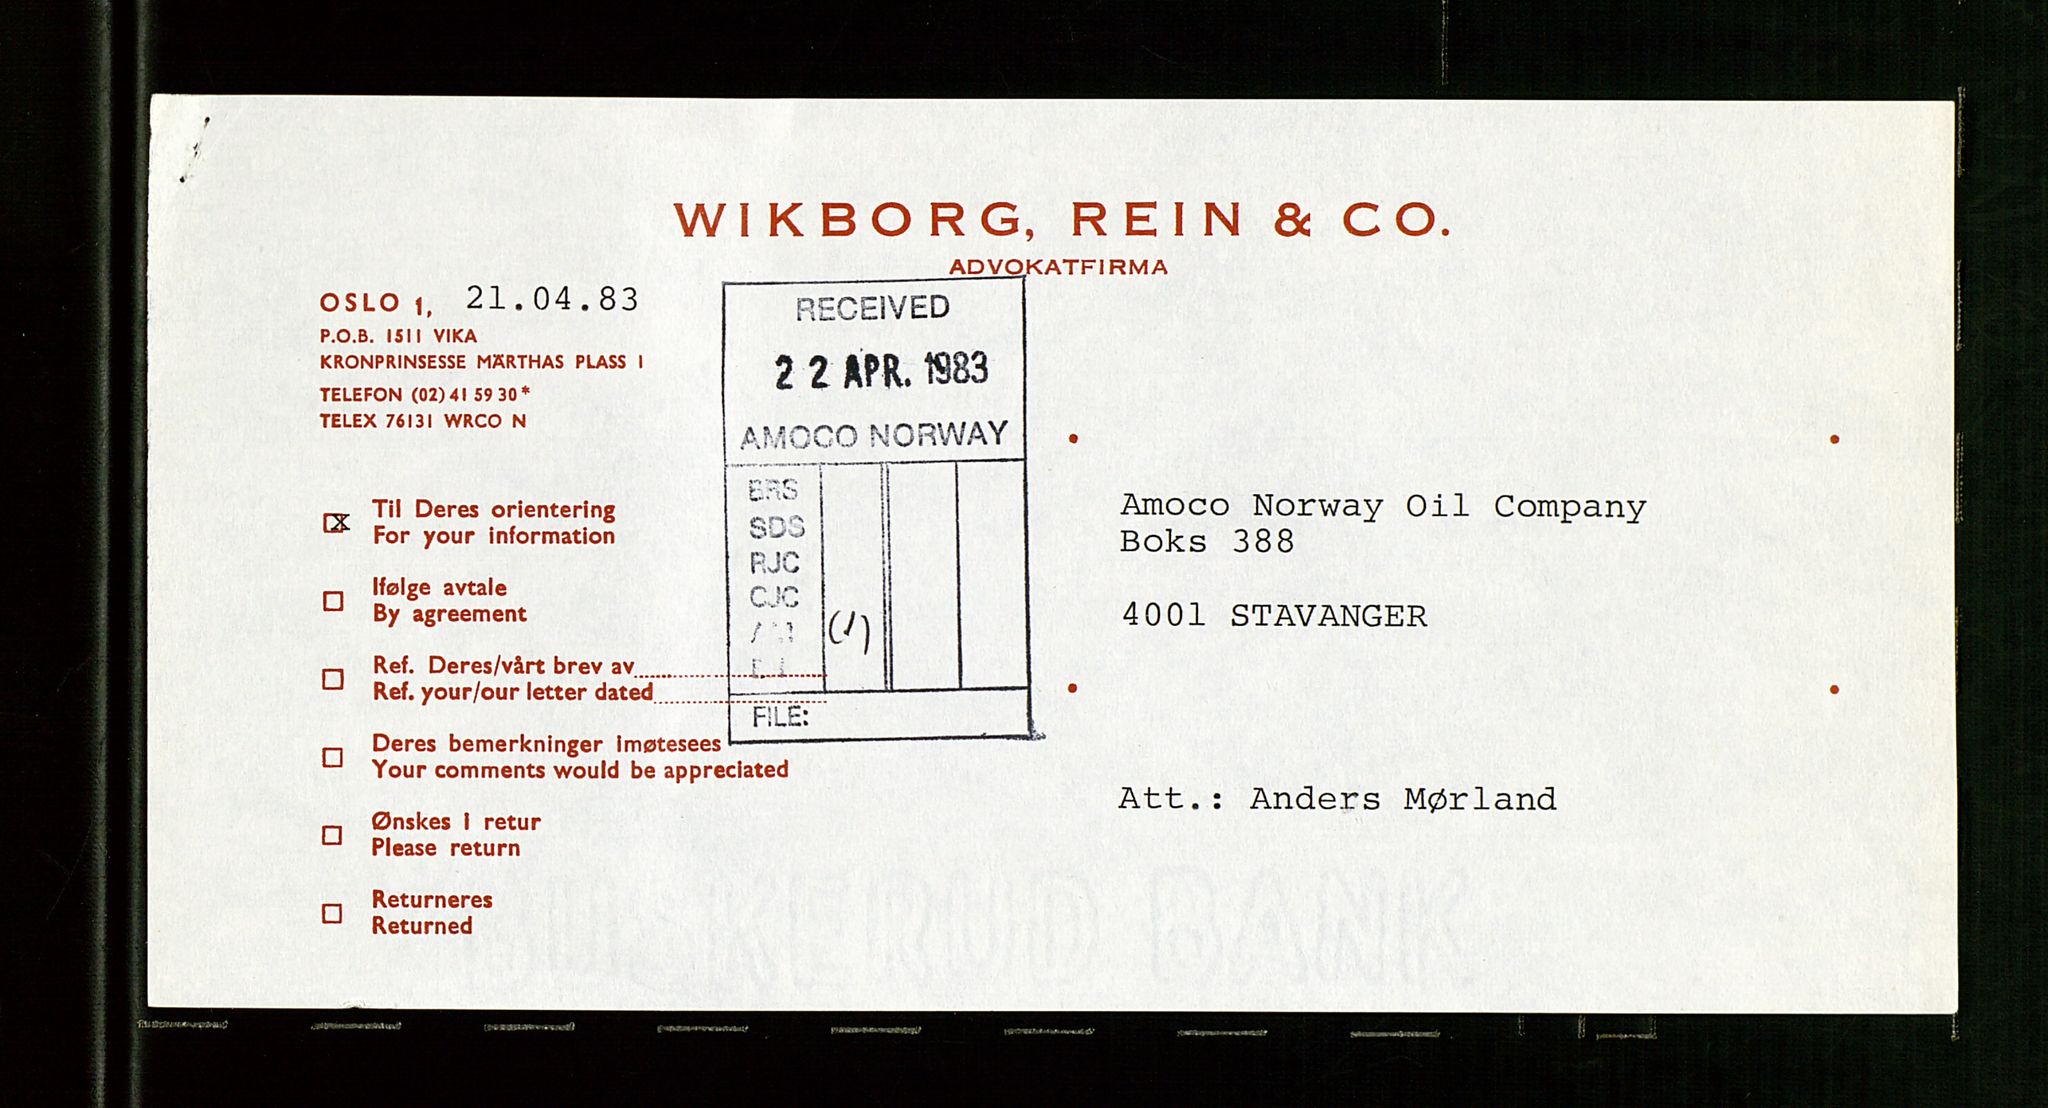 WIKBORG, REIN & CO.
ADVOKATFIRMA
OSLO 1, 21.04.83
P.O.B. 1511 VIKA
KRONPRINSESSE MÄRTHAS PLASS 1
TELEFON (02) 41 59 30*
TELEX 76131 WRCO N
RECEIVED
22 APR. 1983
AMOCO NORWAY
BRS
SDS
RJC
CJC
(1)
FILE:
x Til Deres orientering
For your information
Ifølge avtale
By agreement
Ref. Deres/vårt brev av
Ref. your/our letter dated
Deres bemerkninger imøtesees
Your comments would be appreciated
Ønskes i retur
Please return
Returneres
Returned
Amoco Norway Oil Company
Boks 388
4001 STAVANGER
Att.: Anders Mørland